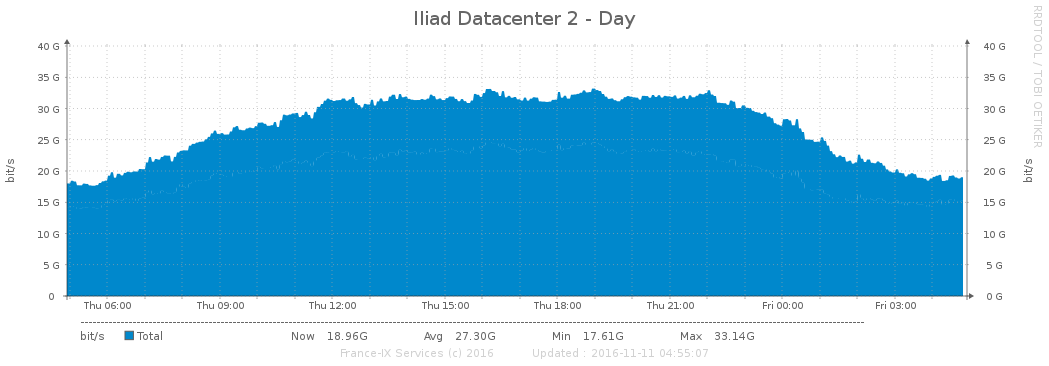 Iliad Datacenter 2 - Day
RRDTOOL / TOBI OETIKER
bit/s
40 G 40 G
35 G 35 G
30 G 30 G
25 G 25 G
20 G 20 G
15 G 15 G
10 G 10 G
5 G 5 G
0 0 G
bit/s
Thu 06:00 Thu 09:00 Thu 12:00 Thu 15:00 Thu 18:00 Thu 21:00 Fri 00:00 Fri 03:00
bit/s Total Now 18.96G Avg 27.30G Min 17.61G Max 33.14G
France-IX Services (c) 2016 Updated : 2016-11-11 04:55:07